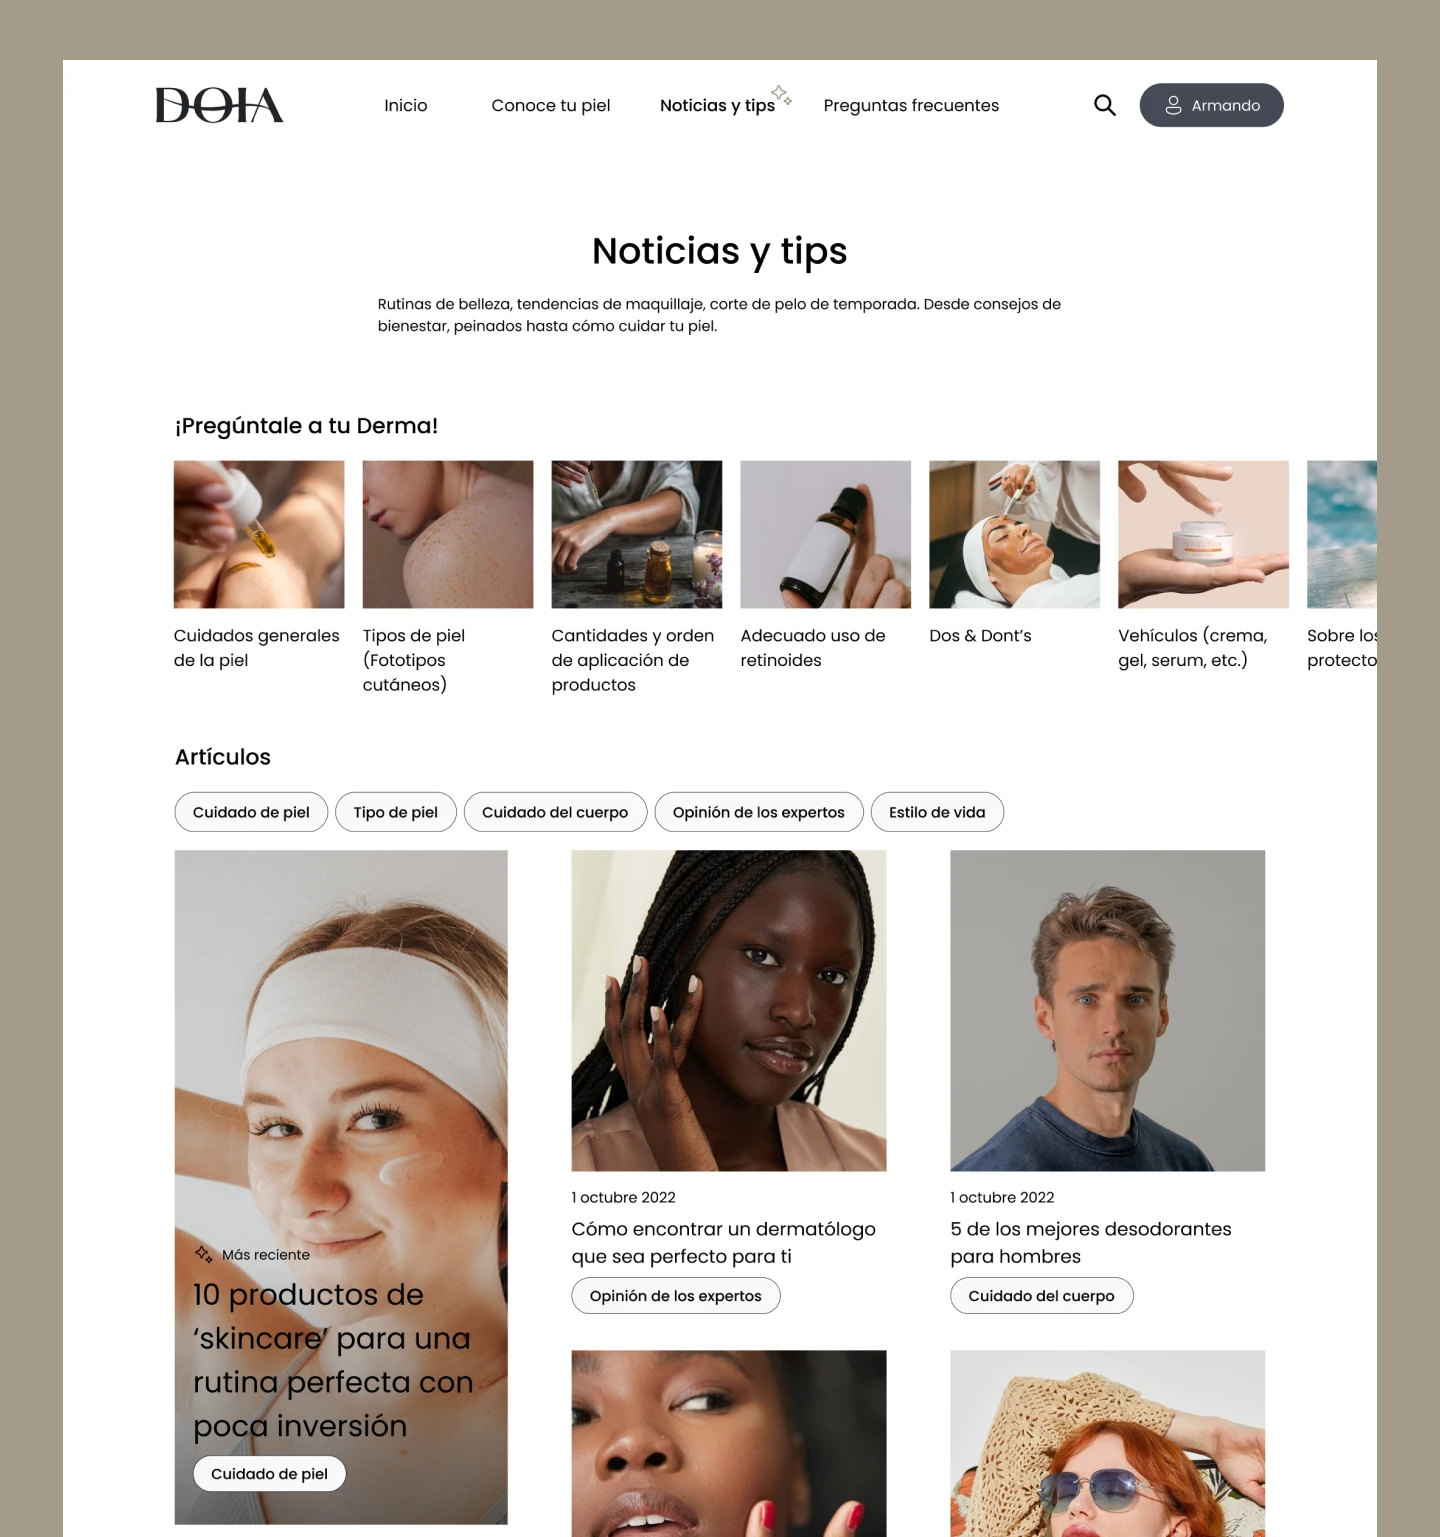 DOIA
Inicio
Conoce tu piel
Noticias y tips
Preguntas frecuentes
Armando
Noticias y tips
Rutinas de belleza, tendencias de maquillaje, corte de pelo de temporada. Desde consejos de
bienestar, peinados hasta cómo cuidar tu piel.
¡Pregúntale a tu Derma!
Cuidados generales
de la piel
Tipos de piel
(Fototipos
cutáneos)
Cantidades y orden
de aplicación de
productos
Adecuado uso de
retinoides
Dos & Dont’s
Vehículos (crema,
gel, serum, etc.)
Sobre los
protecto
Artículos
Cuidado de piel
Tipo de piel
Cuidado del cuerpo
Opinión de los expertos
Estilo de vida
Más reciente
10 productos de
‘skincare’ para una
rutina perfecta con
poca inversión
Cuidado de piel
1 octubre 2022
Cómo encontrar un dermatólogo
que sea perfecto para ti
Opinión de los expertos
1 octubre 2022
5 de los mejores desodorantes
para hombres
Cuidado del cuerpo